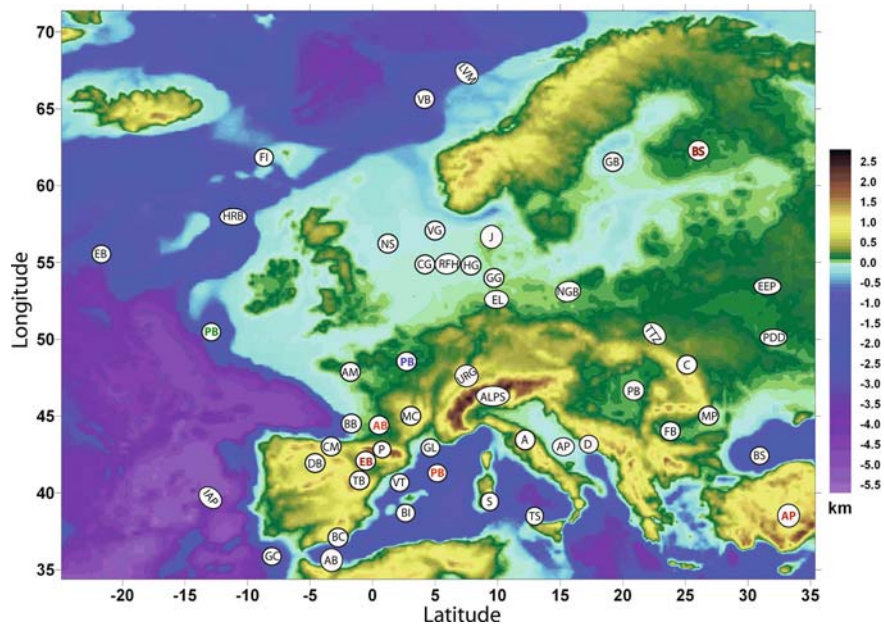 70
65
60
55
50
45
40
35
Longitude
-20 -15 -10 -5 0 5 10 15 20 25 30 35
Latitude
2.5
2.0
1.5
1.0
0.5
0.0
-0.5
-1.0
-1.5
-2.0
-2.5
-3.0
-3.5
-4.0
-4.5
-5.0
-5.5
km
LVM
VB
FI
GB
BS
HRB
VG
NS
J
EB
CG
RFH
HG
GG
EL
NGB
EEP
PB
TTZ
PDD
AM
PB
URG
C
ALPS
PB
BB
AB
MC
MP
FB
CM
P
GL
A
AP
D
BS
DB
EB
TB
VT
PB
IAP
BI
S
TS
AP
GC
BC
AB